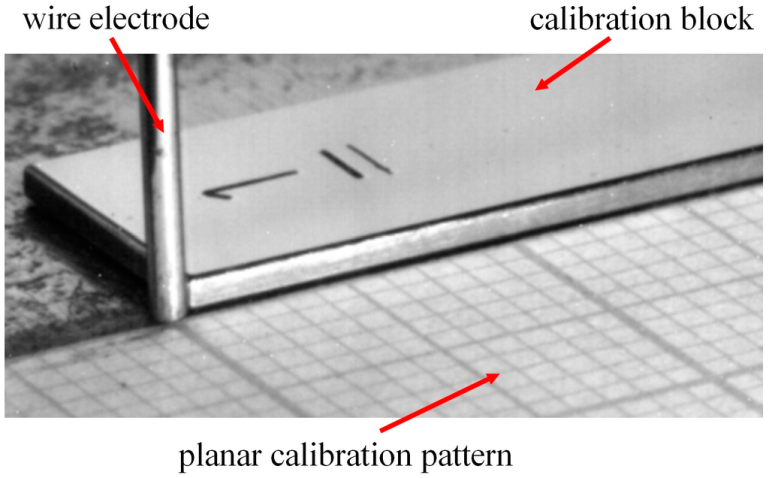 wire electrode
calibration block
planar calibration pattern